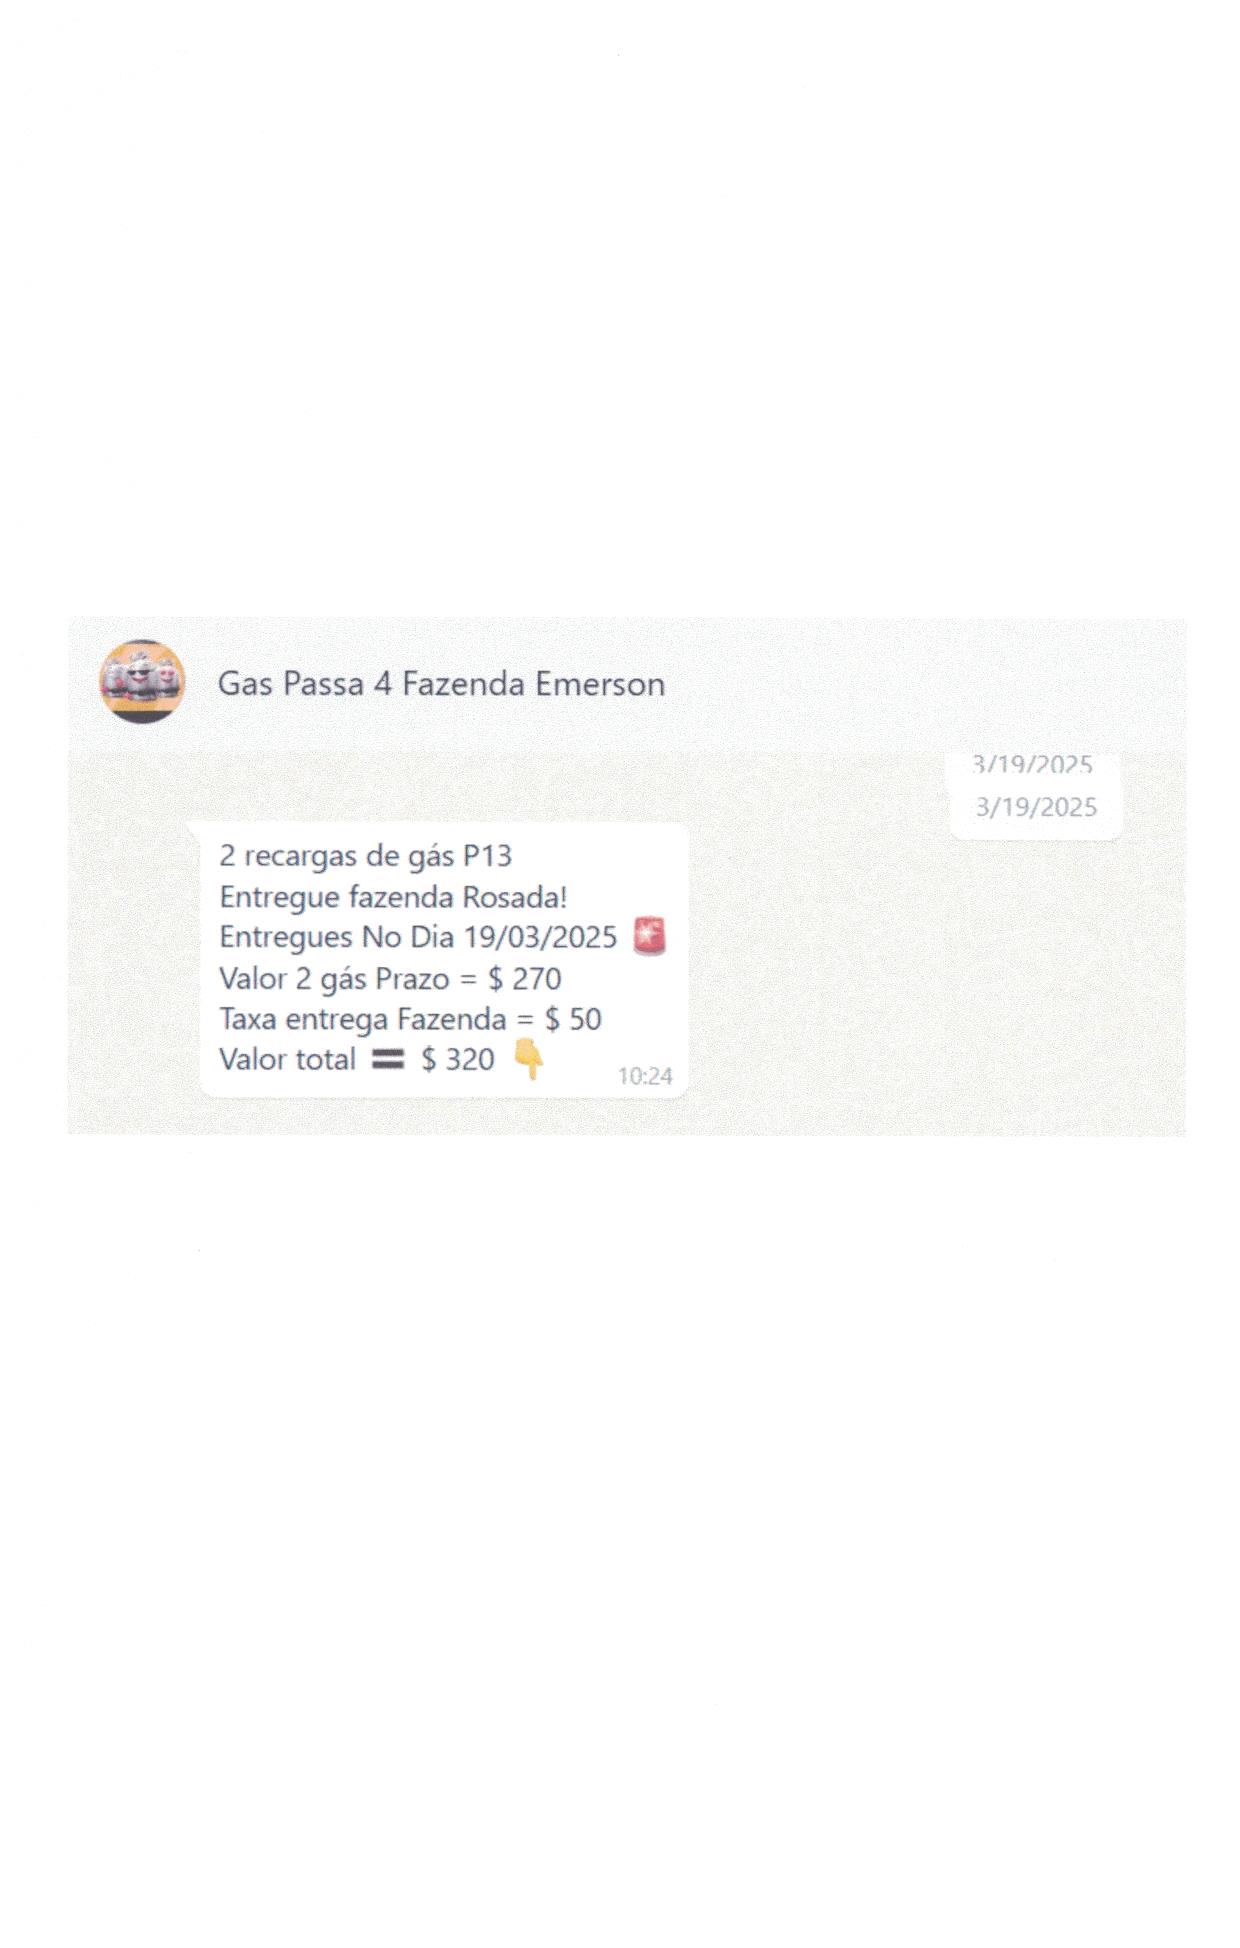 Gas Passa 4 Fazenda Emerson
3/19/2025
3/19/2025
2 recargas de gás P13
Entregue fazenda Rosada!
Entregues No Dia 19/03/2025 🚨
Valor 2 gás Prazo = $ 270
Taxa entrega Fazenda = $ 50
Valor total 🟰 $ 320 👇
10:24